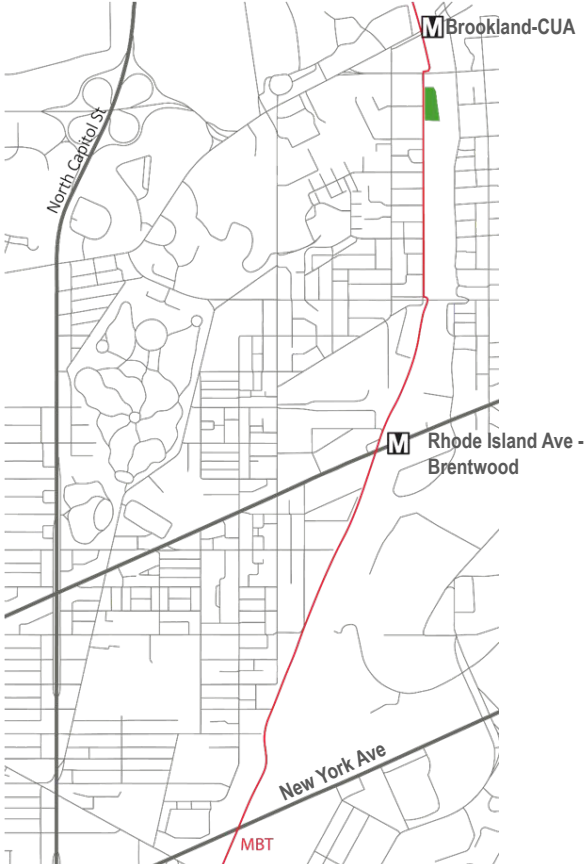 M Brookland-CUA
North Capitol St
M Rhode Island Ave -
Brentwood
New York Ave
MBT